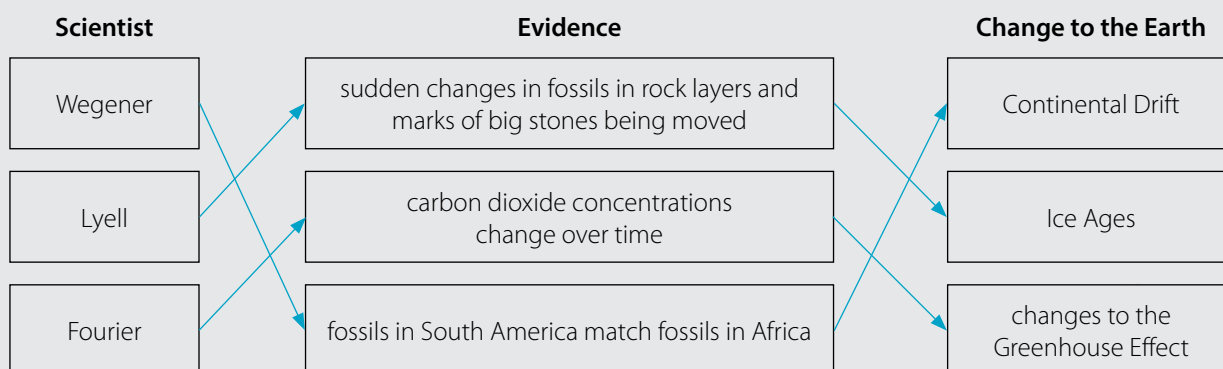 Scientist
Evidence
Change to the Earth
Wegener
sudden changes in fossils in rock layers and
marks of big stones being moved
Continental Drift
Lyell
carbon dioxide concentrations
change over time
Ice Ages
Fourier
fossils in South America match fossils in Africa
changes to the
Greenhouse Effect